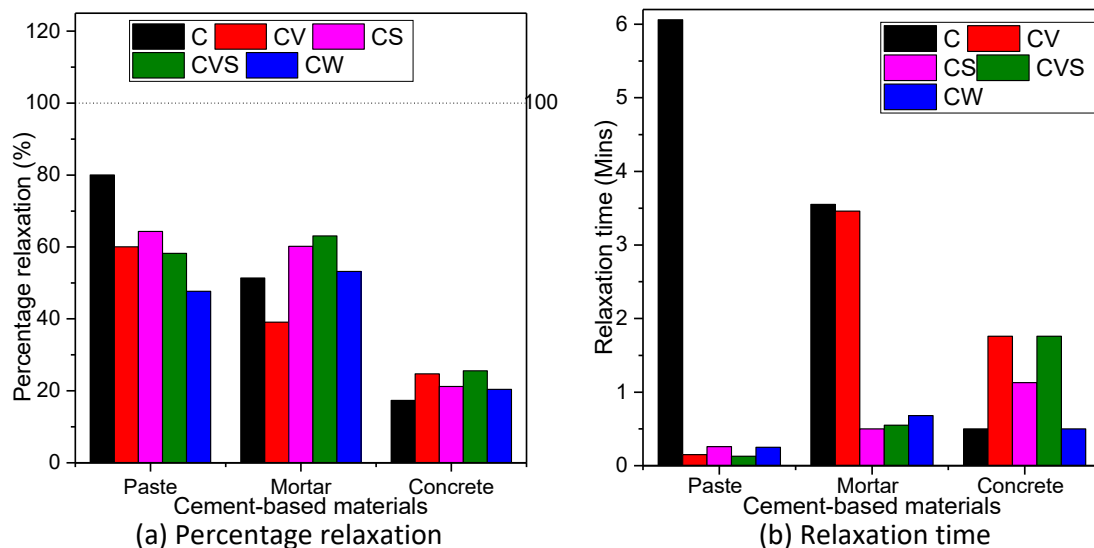 120
100
80
60
40
20
0
Percentage relaxation (%)
C CV CS
CVS CW
100
Paste Mortar Concrete
Cement-based materials
(a) Percentage relaxation
6
5
4
3
2
1
0
Relaxation time (Mins)
C CV
CS CVS
CW
Paste Mortar Concrete
Cement-based materials
(b) Relaxation time